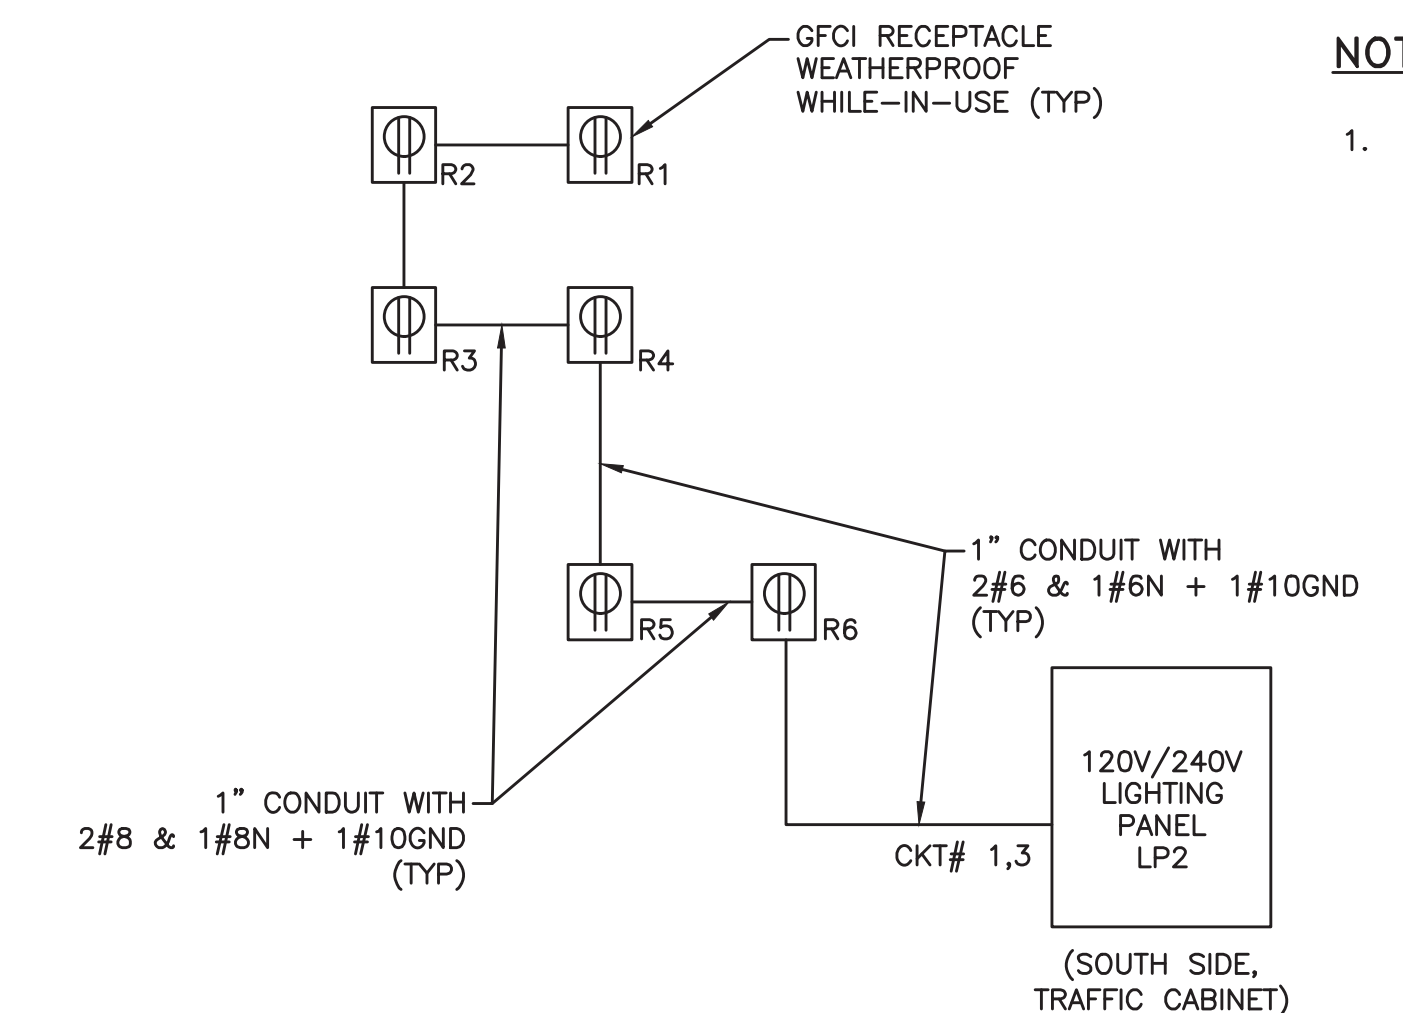 GFCI RECEPTACLE
WEATHERPROOF
WHILE-IN-USE (TYP)
NOT
1.
R2
R1
R3
R4
1" CONDUIT WITH
2#6 & 1#6N + 1#10GND
(TYP)
R5
R6
120V/240V
LIGHTING
PANEL
LP2
1" CONDUIT WITH
2#8 & 1#8N + 1#10GND
(TYP)
CKT# 1,3
(SOUTH SIDE,
TRAFFIC CABINET)